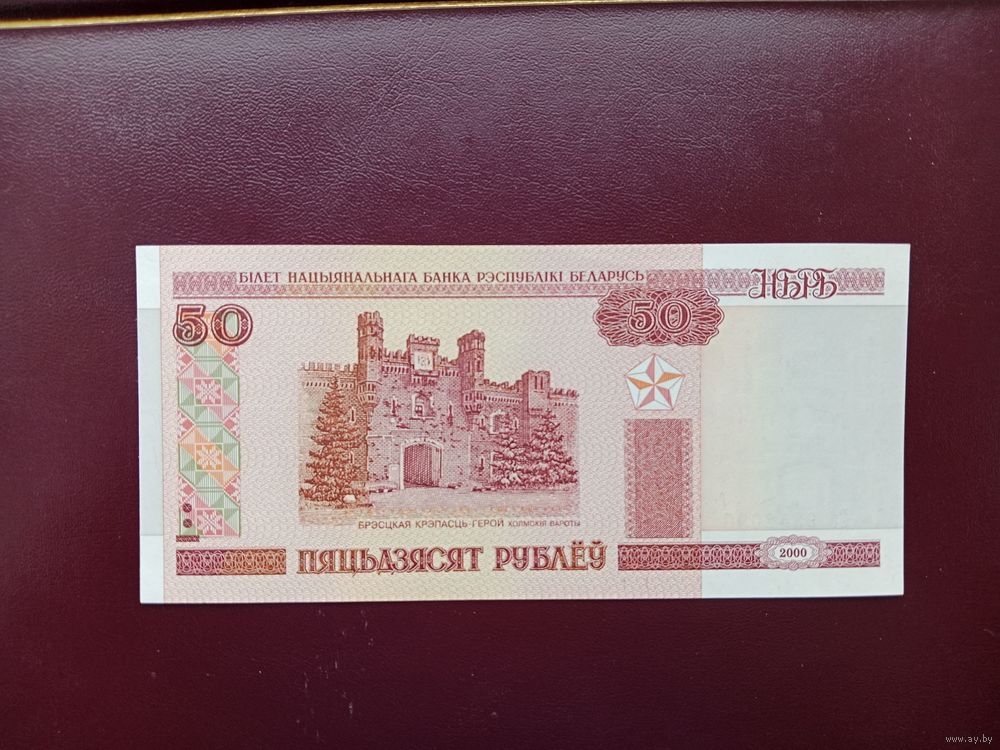 БІЛЕТ НАЦЫЯНАЛЬНАГА БАНКА РЭСПУБЛІКІ БЕЛАРУСЬ
НБРБ
50
50
БРЭСЦКАЯ КРЭПАСЦЬ-ГЕРОЙ ХОЛМСКІЯ ВАРОТЫ
ПЯЦЬДЗЯСЯТ РУБЛЁЎ
2000
www.ay.by